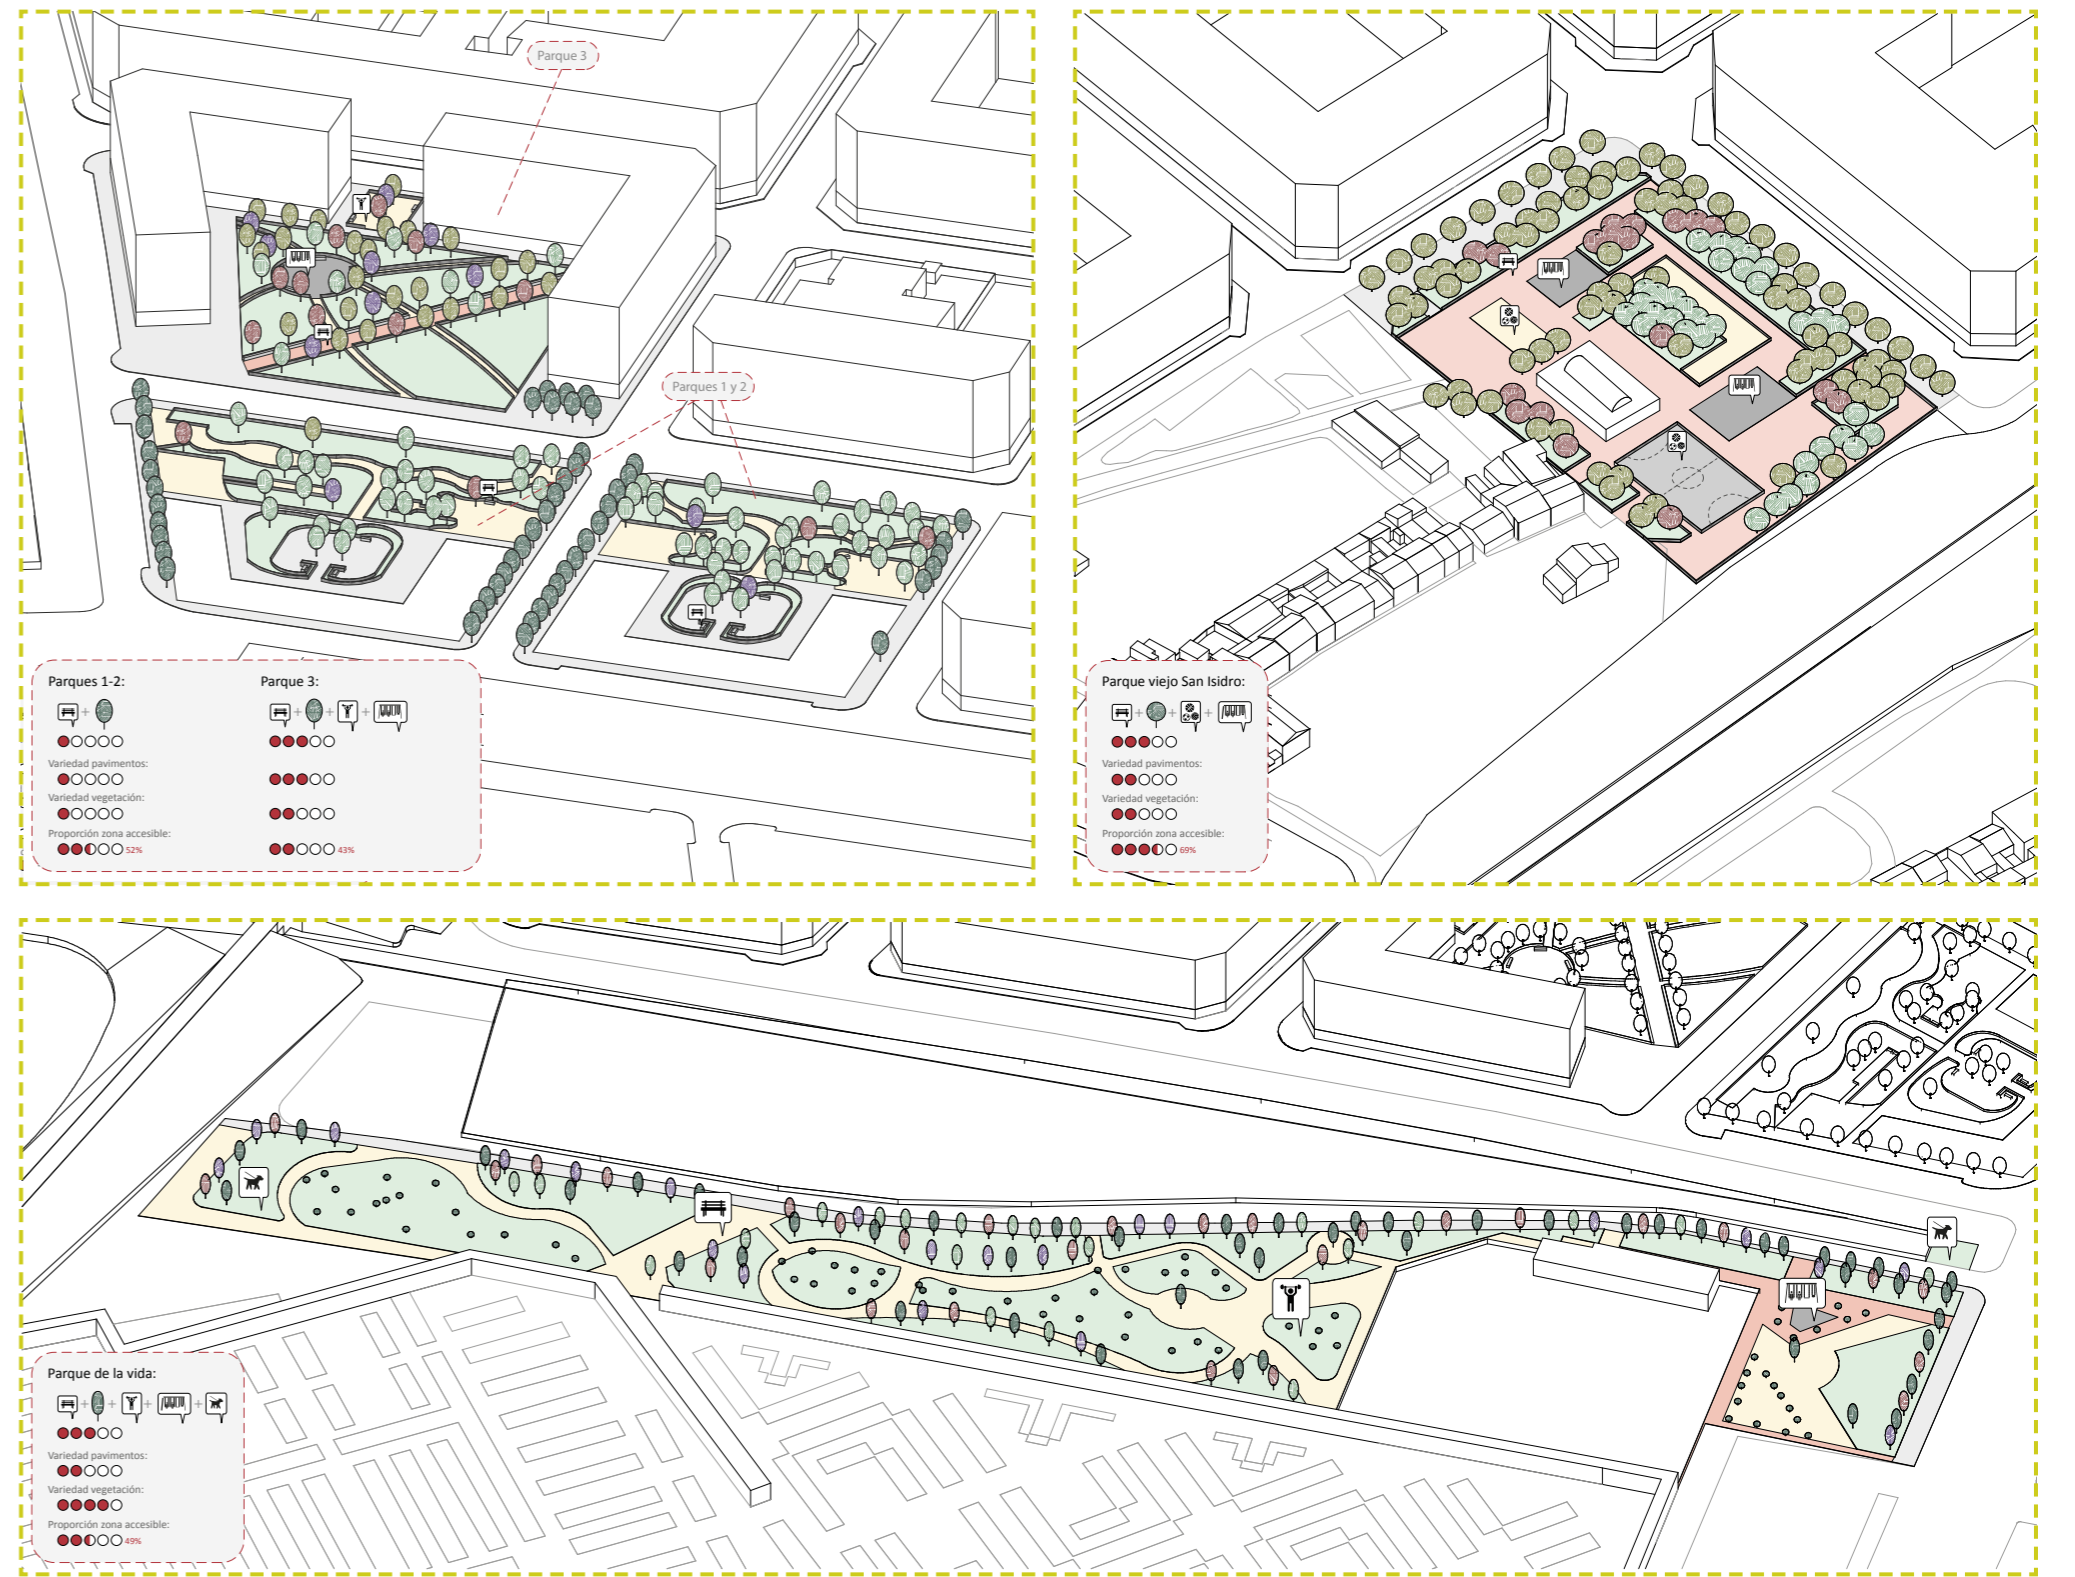 Parque 3
Parques 1 y 2
Parques 1-2:
Variedad pavimentos:
Variedad vegetación:
Proporción zona accesible:
52%
Parque 3:
43%
Parque viejo San Isidro:
Variedad pavimentos:
Variedad vegetación:
Proporción zona accesible:
69%
Parque de la vida:
Variedad pavimentos:
Variedad vegetación:
Proporción zona accesible:
49%